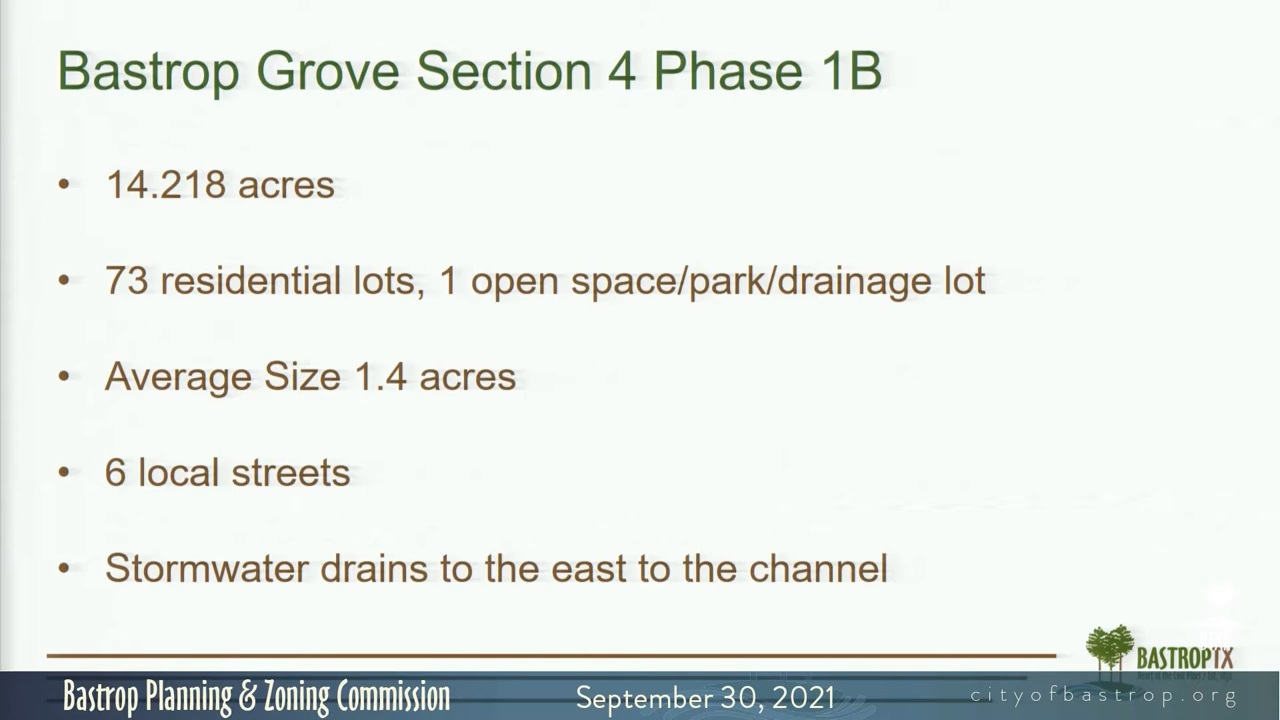 Bastrop Grove Section 4 Phase 1B
• 14.218 acres
• 73 residential lots, 1 open space/park/drainage lot
• Average Size 1.4 acres
• 6 local streets
• Stormwater drains to the east to the channel
BASTROPTX
Bastrop Planning & Zoning Commission
September 30, 2021
cityofbastrop.org